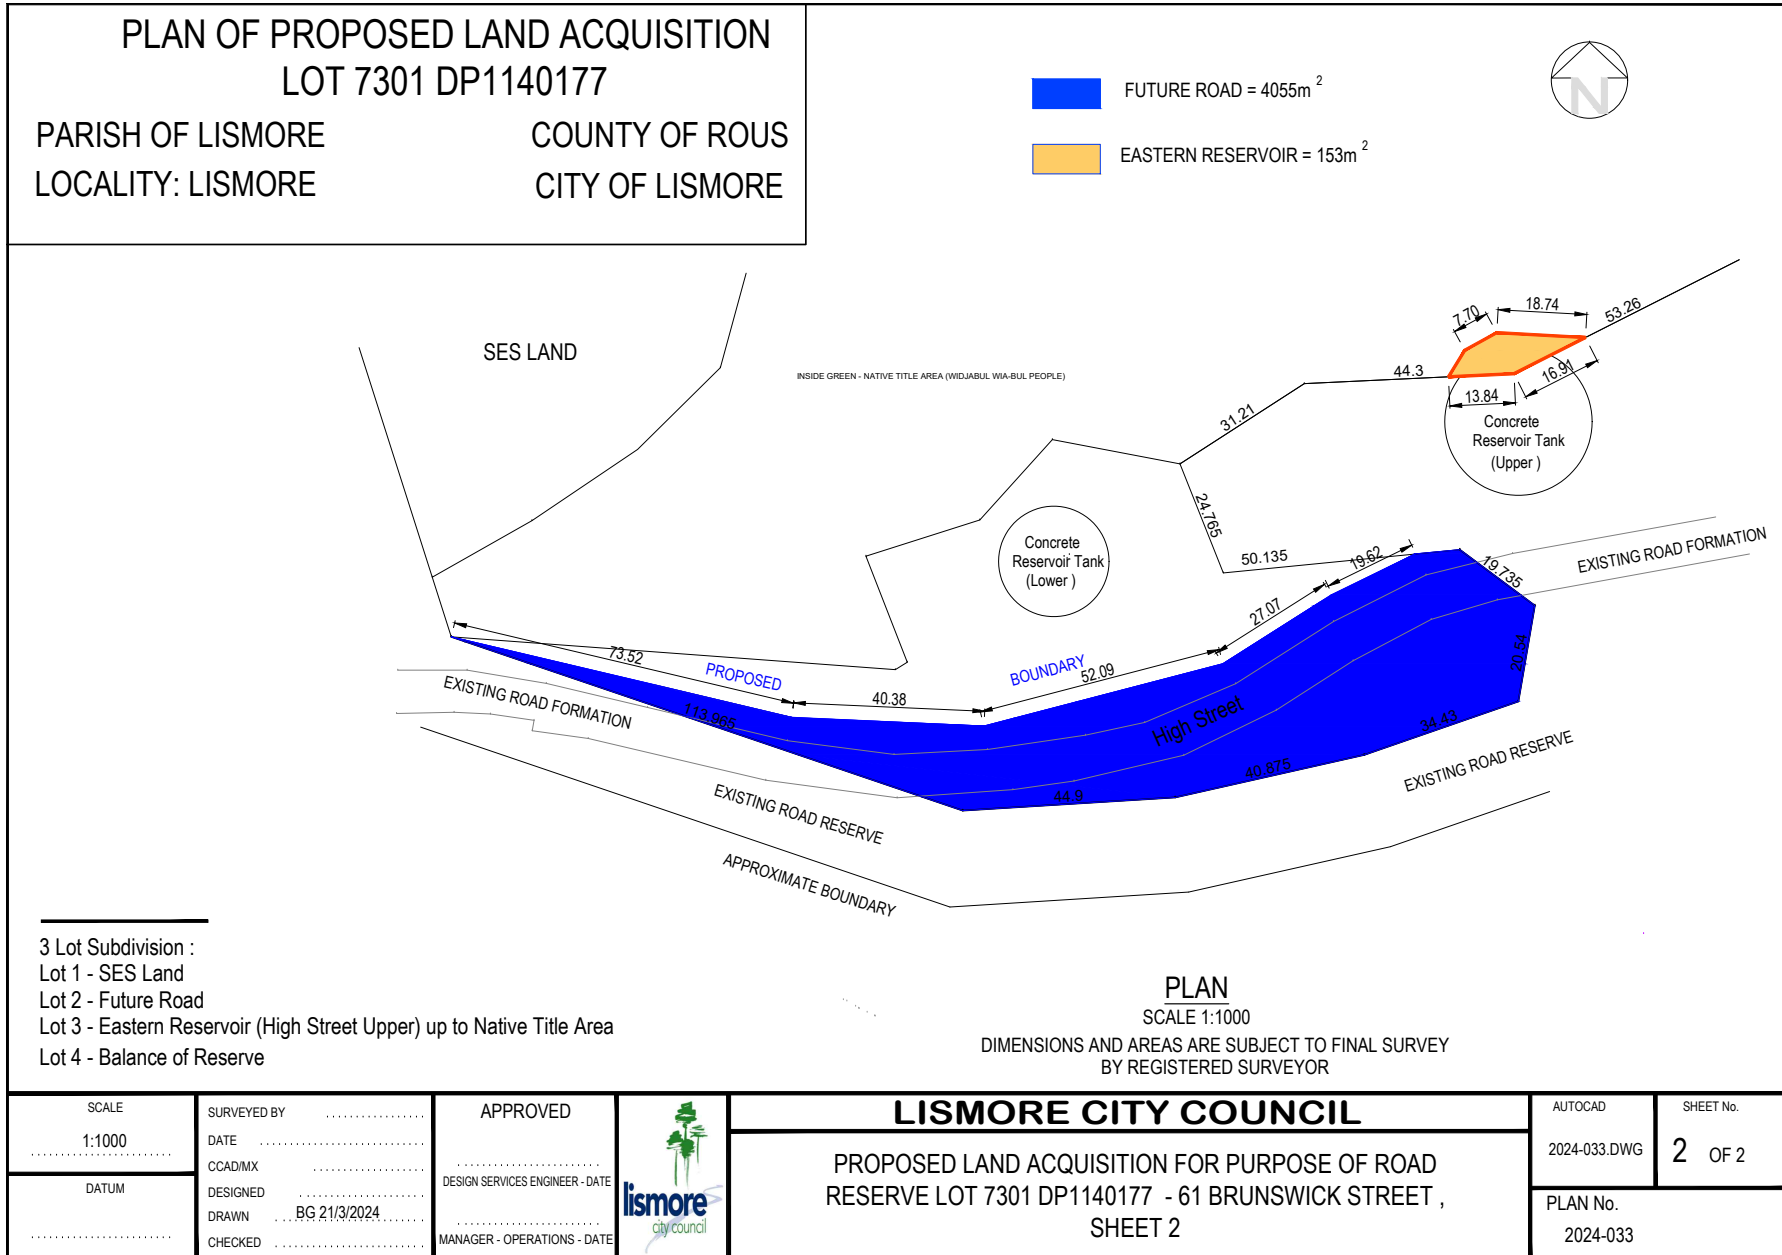 PLAN OF PROPOSED LAND ACQUISITION
LOT 7301 DP1140177
PARISH OF LISMORE COUNTY OF ROUS
LOCALITY: LISMORE CITY OF LISMORE
FUTURE ROAD = 4055m²
EASTERN RESERVOIR = 153m²
N
SES LAND
INSIDE GREEN - NATIVE TITLE AREA (WIDJABUL WIA-BUL PEOPLE)
7.70
18.74
53.26
44.3
13.84
16.91
31.21
Concrete
Reservoir Tank
(Upper )
24.765
Concrete
Reservoir Tank
(Lower )
50.135
19.62
19.735
EXISTING ROAD FORMATION
27.07
20.54
73.52
PROPOSED
BOUNDARY
52.09
40.38
EXISTING ROAD FORMATION
113.965
High Street
34.43
40.875
44.9
EXISTING ROAD RESERVE
EXISTING ROAD RESERVE
APPROXIMATE BOUNDARY
3 Lot Subdivision :
Lot 1 - SES Land
Lot 2 - Future Road
Lot 3 - Eastern Reservoir (High Street Upper) up to Native Title Area
Lot 4 - Balance of Reserve
PLAN
SCALE 1:1000
DIMENSIONS AND AREAS ARE SUBJECT TO FINAL SURVEY
BY REGISTERED SURVEYOR
SCALE
1:1000
DATUM
SURVEYED BY
DATE
CCAD/MX
DESIGNED
DRAWN BG 21/3/2024
CHECKED
APPROVED
DESIGN SERVICES ENGINEER - DATE
MANAGER - OPERATIONS - DATE
lismore
city council
LISMORE CITY COUNCIL
PROPOSED LAND ACQUISITION FOR PURPOSE OF ROAD
RESERVE LOT 7301 DP1140177 - 61 BRUNSWICK STREET ,
SHEET 2
AUTOCAD
2024-033.DWG
SHEET No.
2 OF 2
PLAN No.
2024-033